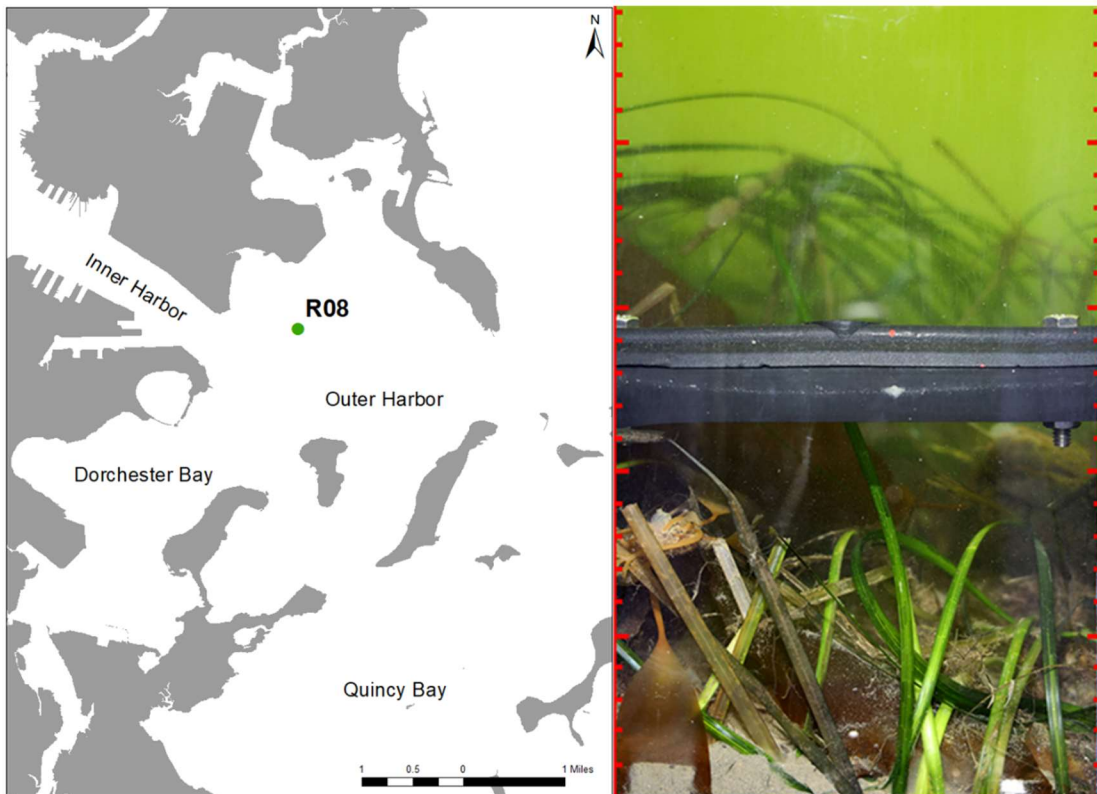 N
R08
Inner Harbor
Outer Harbor
Dorchester Bay
Quincy Bay
1 0.5 0 1 Miles